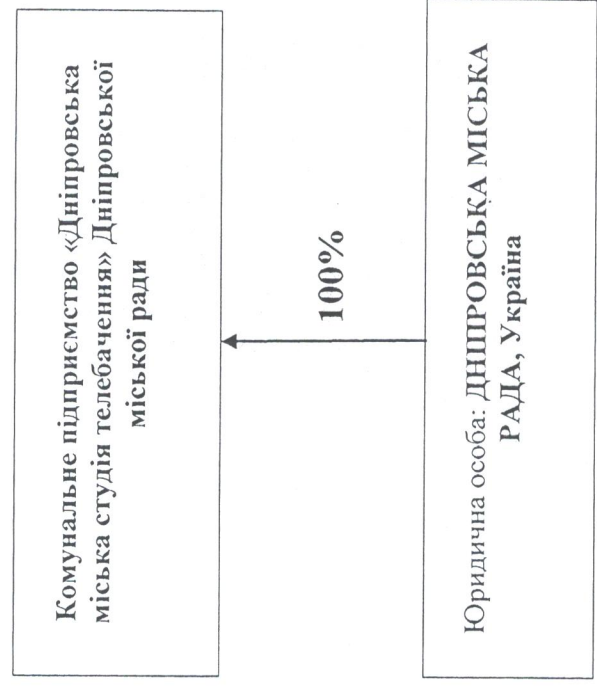 Комунальне підприємство «Дніпровська
міська студія телебачення» Дніпровської
міської ради
100%
Юридична особа: ДНІПРОВСЬКА МІСЬКА
РАДА, Україна